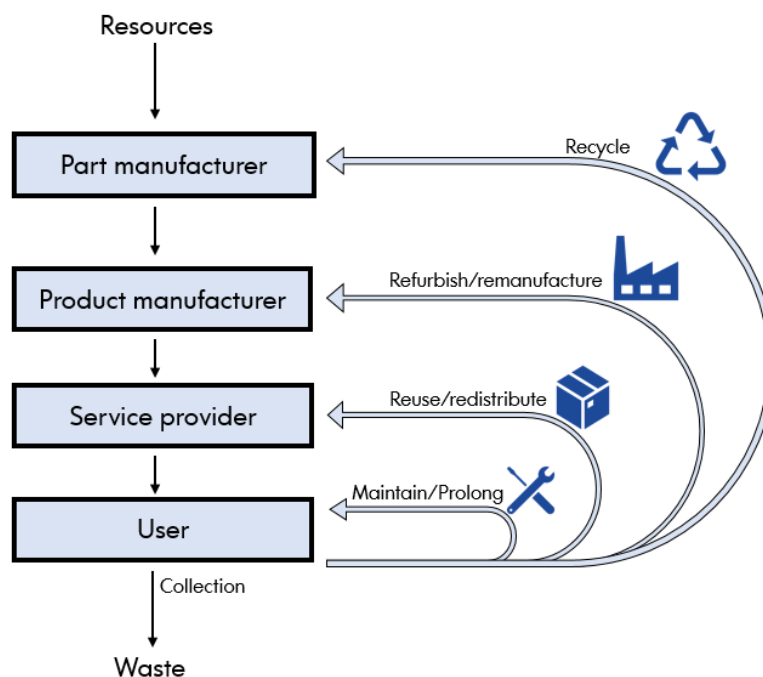 Resources
Recycle
Part manufacturer
Refurbish/remanufacture
Product manufacturer
Reuse/redistribute
Service provider
Maintain/Prolong
User
Collection
Waste